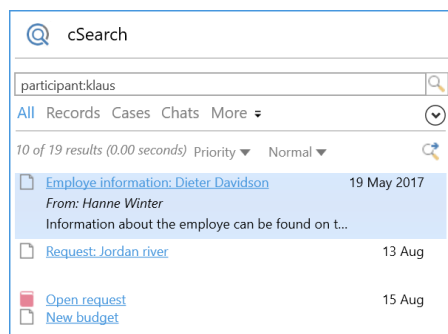 cSearch
participant:klaus
All Records Cases Chats More
10 of 19 results (0.00 seconds) Priority Normal
Employe information: Dieter Davidson 19 May 2017
From: Hanne Winter
Information about the employe can be found on t...
Request: Jordan river 13 Aug
Open request 15 Aug
New budget